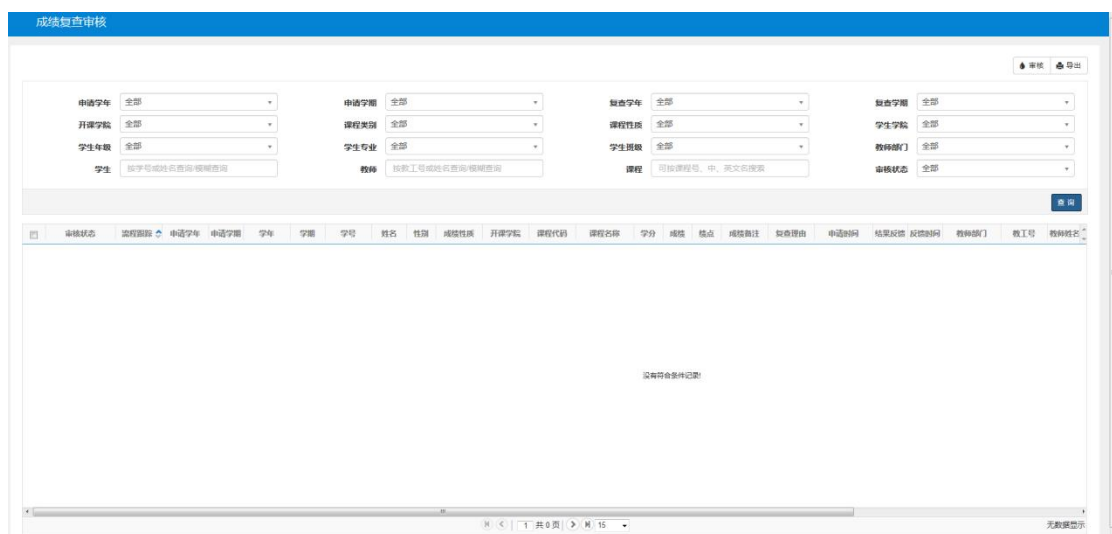 成绩复查审核
审核 导出
申请学年 全部 申请学期 全部 复查学年 全部 复查学期 全部
开课学院 全部 课程类别 全部 课程性质 全部 学生学院 全部
学生年级 全部 学生专业 全部 学生班级 全部 教师部门 全部
学生 按学号或姓名查询/模糊查询 教师 按教工号或姓名查询/模糊查询 课程 可按课程号、中、英文名搜索 审核状态 全部
查 询
审核状态 流程跟踪 申请学年 申请学期 学年 学期 学号 姓名 性别 成绩性质 开课学院 课程代码 课程名称 学分 成绩 绩点 成绩备注 复查理由 申请时间 结果反馈 反馈时间 教师部门 教工号 教师姓名
没有符合条件记录!
1 共 0 页 15 无数据显示